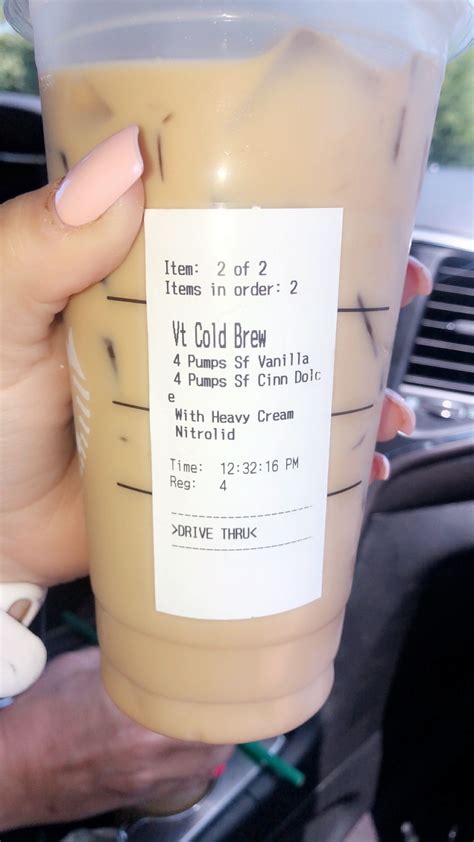 Item: 2 of 2
Items in order: 2
Vt Cold Brew
4 Pumps Sf Vanilla
4 Pumps Sf Cinn Dolc
e
With Heavy Cream
Nitrolid
Time: 12:32:16 PM
Reg: 4
>DRIVE THRU<